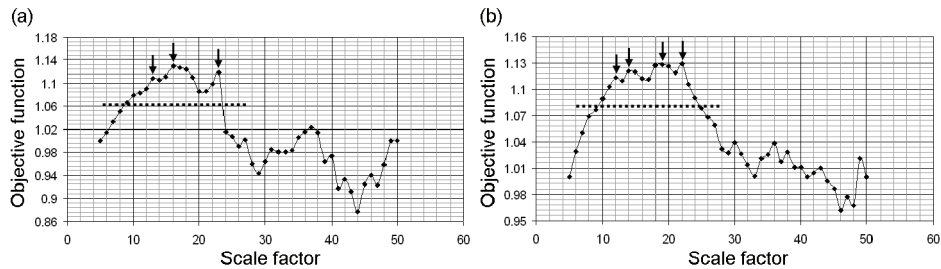 (a)
Objective function
1.18
1.14
1.1
1.06
1.02
0.98
0.94
0.9
0.86
0 10 20 30 40 50 60
Scale factor
(b)
Objective function
1.16
1.13
1.10
1.07
1.04
1.01
0.98
0.95
0 10 20 30 40 50 60
Scale factor